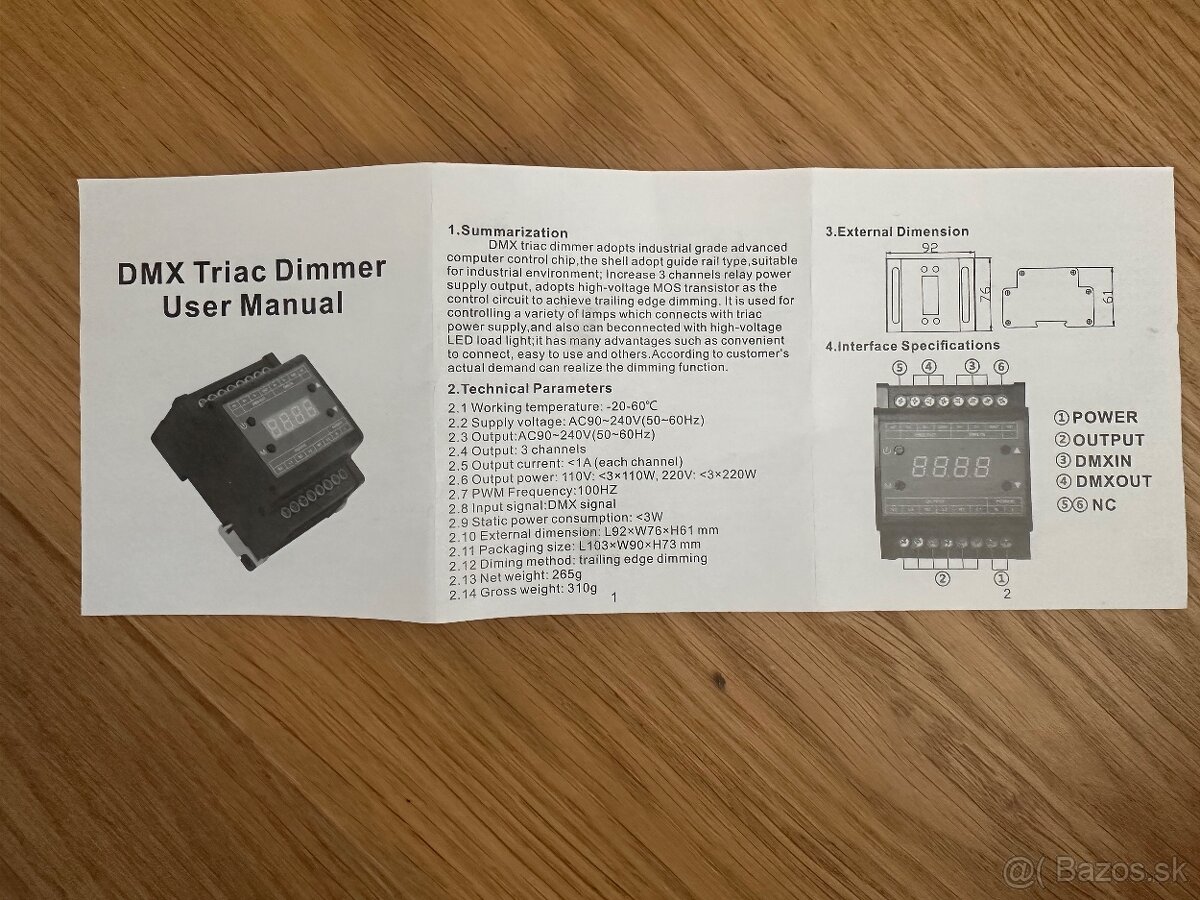 DMX Triac Dimmer
User Manual
1.Summarization
DMX triac dimmer adopts industrial grade advanced
computer control chip,the shell adopt guide rail type,suitable
for industrial environment; Increase 3 channels relay power
supply output, adopts high-voltage MOS transistor as the
control circuit to achieve trailing edge dimming. It is used for
controlling a variety of lamps which connects with triac
power supply,and also can beconnected with high-voltage
LED load light;it has many advantages such as convenient
to connect, easy to use and others.According to customer's
actual demand can realize the dimming function.
2.Technical Parameters
2.1 Working temperature: -20-60℃
2.2 Supply voltage: AC90~240V(50~60Hz)
2.3 Output:AC90~240V(50~60Hz)
2.4 Output: 3 channels
2.5 Output current: <1A (each channel)
2.6 Output power: 110V: <3×110W, 220V: <3×220W
2.7 PWM Frequency:100HZ
2.8 Input signal:DMX signal
2.9 Static power consumption: <3W
2.10 External dimension: L92×W76×H61 mm
2.11 Packaging size: L103×W90×H73 mm
2.12 Diming method: trailing edge dimming
2.13 Net weight: 265g
2.14 Gross weight: 310g
1
3.External Dimension
92
76
61
4.Interface Specifications
⑤ ④ ③ ⑥
8888
② ①
①POWER
②OUTPUT
③DMXIN
④DMXOUT
⑤⑥NC
2
@( Bazos.sk